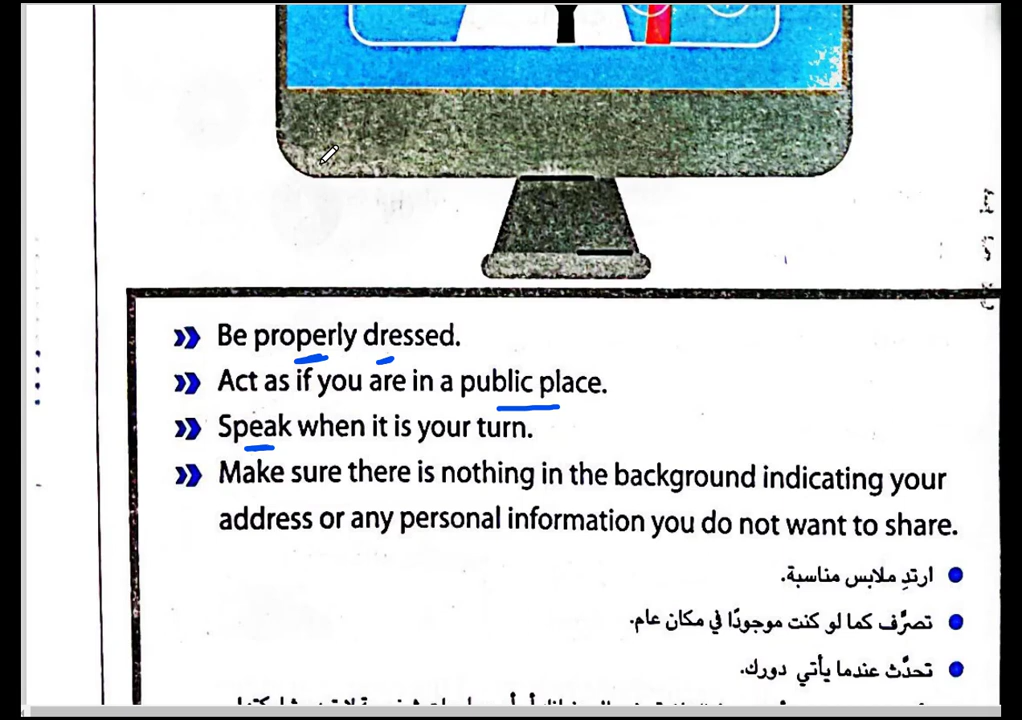 Be properly dressed.
Act as if you are in a public place.
Speak when it is your turn.
Make sure there is nothing in the background indicating your
address or any personal information you do not want to share.
ارتدِ ملابس مناسبة.
تصرَّف كما لو كنت موجودًا في مكان عام.
تحدَّث عندما يأتي دورك.